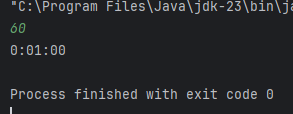 "C:\Program Files\Java\jdk-23\bin\ja
60
0:01:00
Process finished with exit code 0